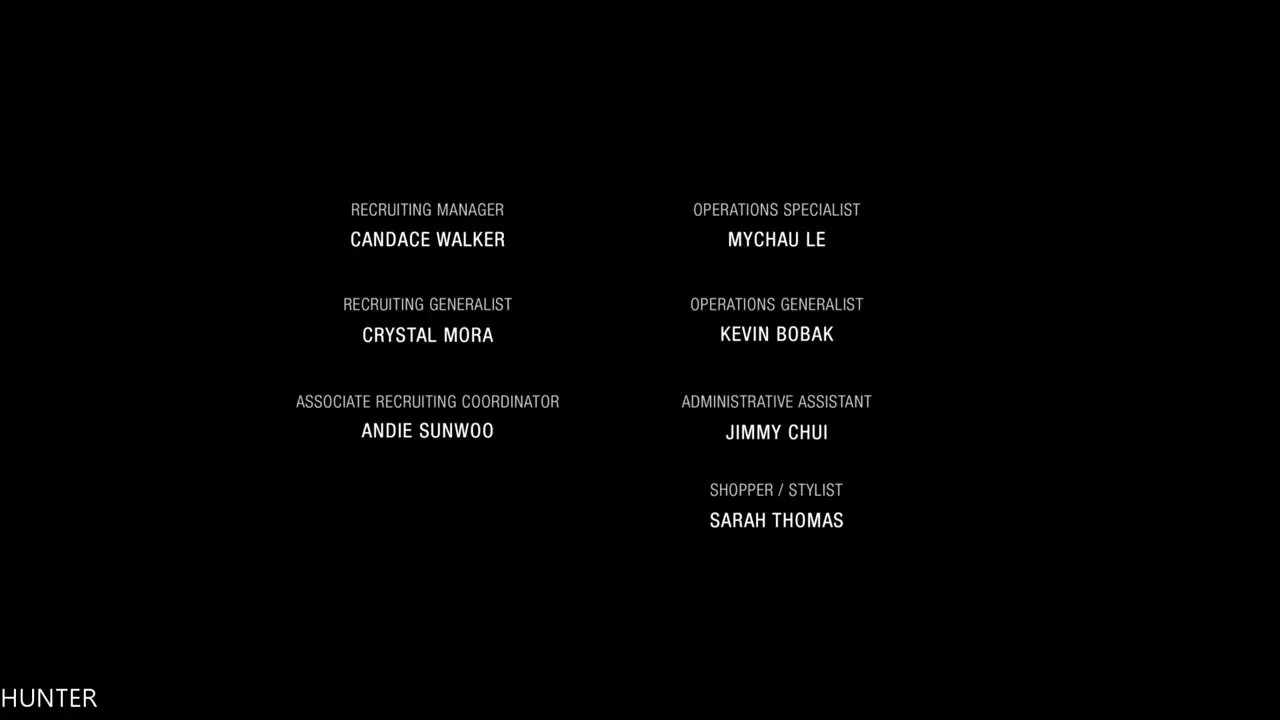 RECRUITING MANAGER
CANDACE WALKER
RECRUITING GENERALIST
CRYSTAL MORA
ASSOCIATE RECRUITING COORDINATOR
ANDIE SUNWOO
OPERATIONS SPECIALIST
MYCHAU LE
OPERATIONS GENERALIST
KEVIN BOBAK
ADMINISTRATIVE ASSISTANT
JIMMY CHUI
SHOPPER / STYLIST
SARAH THOMAS
HUNTER